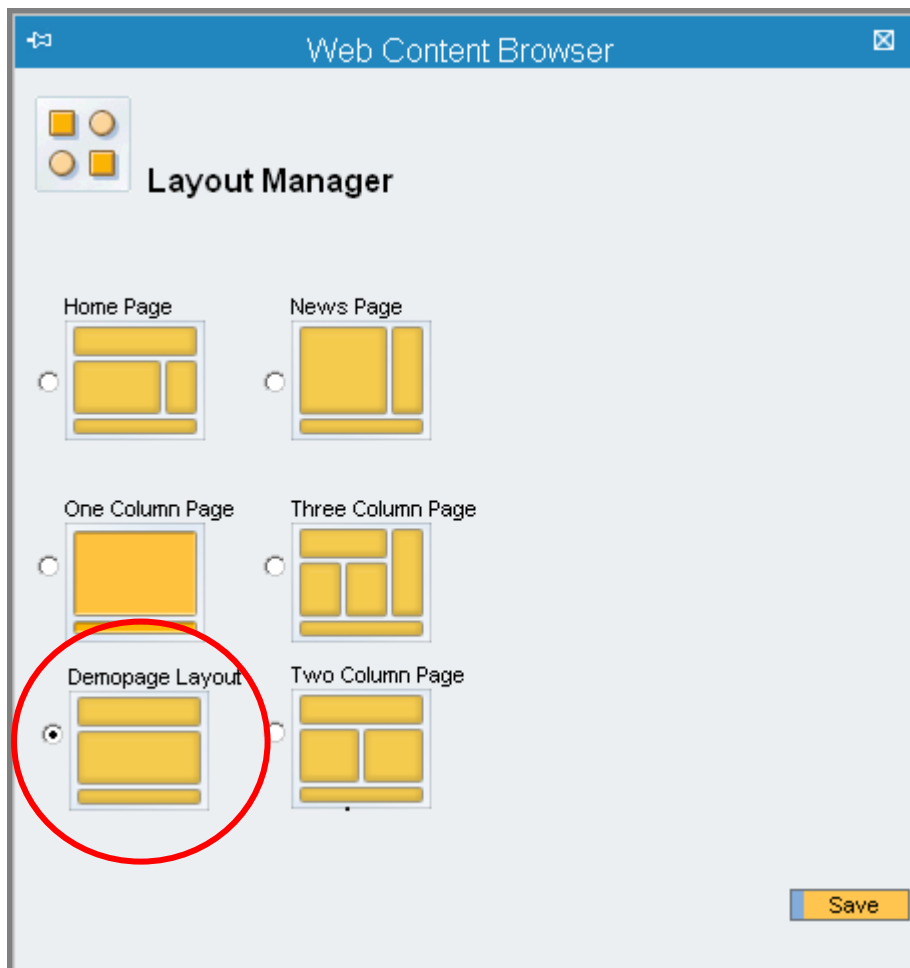 Web Content Browser
Layout Manager
Home Page
News Page
One Column Page
Three Column Page
Demopage Layout
Two Column Page
Save